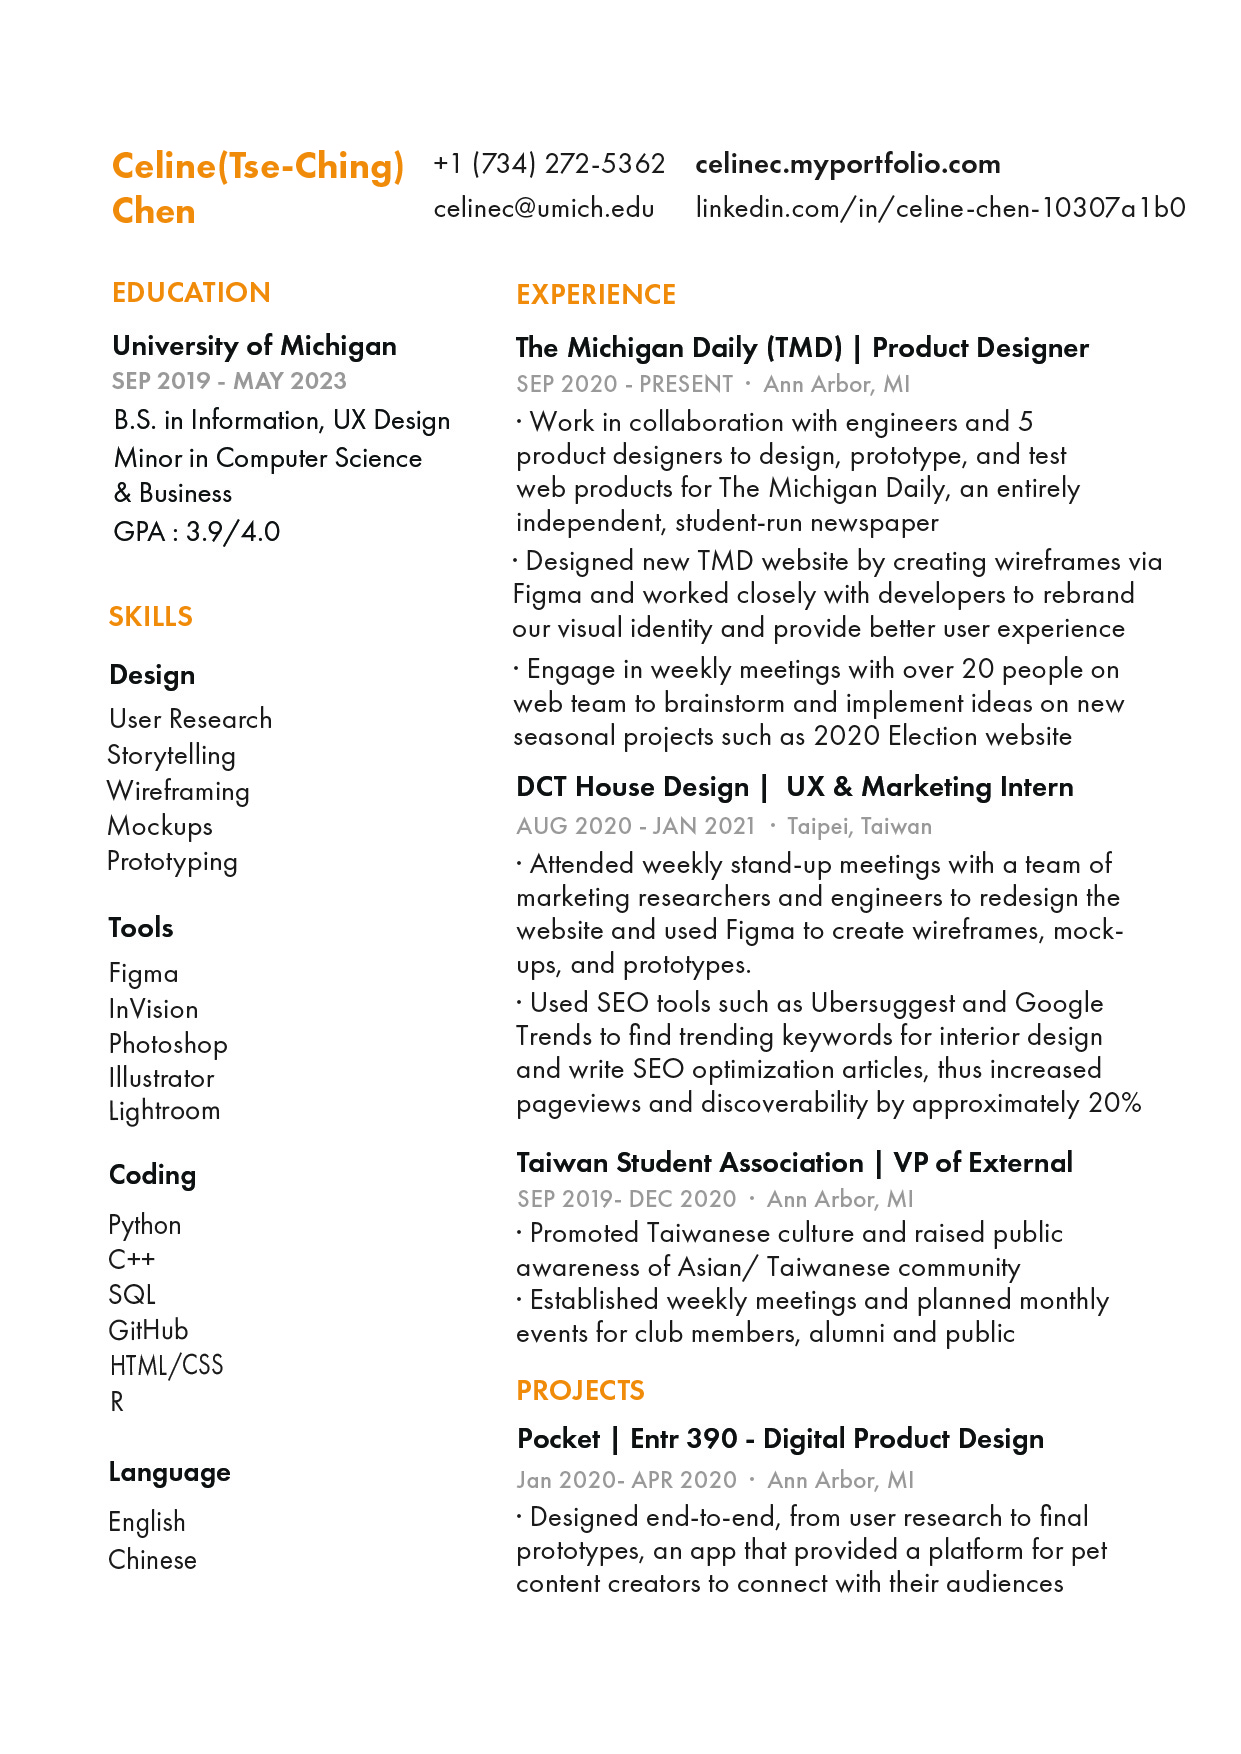 Celine(Tse-Ching)
Chen
+1 (734) 272-5362
celinec@umich.edu
celinec.myportfolio.com
linkedin.com/in/celine-chen-10307a1b0
EDUCATION
University of Michigan
SEP 2019 - MAY 2023
B.S. in Information, UX Design
Minor in Computer Science
& Business
GPA : 3.9/4.0
SKILLS
Design
User Research
Storytelling
Wireframing
Mockups
Prototyping
Tools
Figma
InVision
Photoshop
Illustrator
Lightroom
Coding
Python
C++
SQL
GitHub
HTML/CSS
R
Language
English
Chinese
EXPERIENCE
The Michigan Daily (TMD) | Product Designer
SEP 2020 - PRESENT · Ann Arbor, MI
· Work in collaboration with engineers and 5
product designers to design, prototype, and test
web products for The Michigan Daily, an entirely
independent, student-run newspaper
· Designed new TMD website by creating wireframes via
Figma and worked closely with developers to rebrand
our visual identity and provide better user experience
· Engage in weekly meetings with over 20 people on
web team to brainstorm and implement ideas on new
seasonal projects such as 2020 Election website
DCT House Design | UX & Marketing Intern
AUG 2020 - JAN 2021 · Taipei, Taiwan
· Attended weekly stand-up meetings with a team of
marketing researchers and engineers to redesign the
website and used Figma to create wireframes, mock-
ups, and prototypes.
· Used SEO tools such as Ubersuggest and Google
Trends to find trending keywords for interior design
and write SEO optimization articles, thus increased
pageviews and discoverability by approximately 20%
Taiwan Student Association | VP of External
SEP 2019- DEC 2020 · Ann Arbor, MI
· Promoted Taiwanese culture and raised public
awareness of Asian/ Taiwanese community
· Established weekly meetings and planned monthly
events for club members, alumni and public
PROJECTS
Pocket | Entr 390 - Digital Product Design
Jan 2020- APR 2020 · Ann Arbor, MI
· Designed end-to-end, from user research to final
prototypes, an app that provided a platform for pet
content creators to connect with their audiences